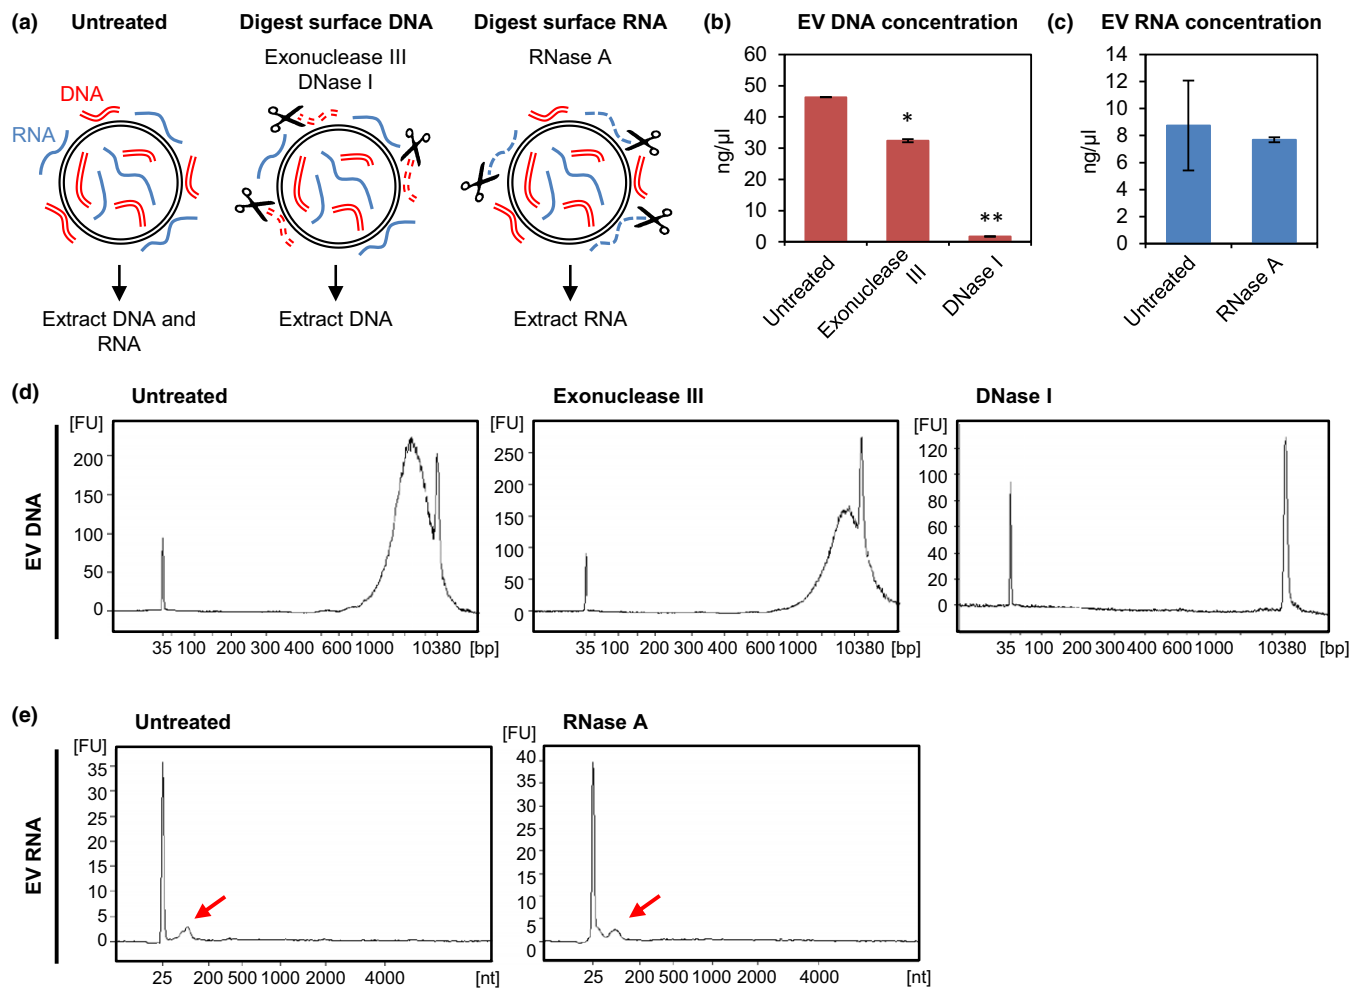 (a) Untreated Digest surface DNA Digest surface RNA
Exonuclease III
DNase I
RNase A
DNA
RNA
Extract DNA and
RNA
Extract DNA
Extract RNA
(b) EV DNA concentration
60
50
40
30
20
10
0
ng/µl
*
**
Untreated
Exonuclease
III
DNase I
(c) EV RNA concentration
14
12
10
8
6
4
2
0
ng/µl
Untreated
RNase A
(d) Untreated Exonuclease III DNase I
EV DNA
[FU]
200
150
100
50
0
35 100 200 300 400 600 1000 10380 [bp]
[FU]
250
200
150
100
50
0
35 100 200 300 400 600 1000 10380 [bp]
[FU]
120
100
80
60
40
20
0
35 100 200 300 400 600 1000 10380 [bp]
(e) Untreated RNase A
EV RNA
[FU]
35
30
25
20
15
10
5
0
25 200 500 1000 2000 4000 [nt]
[FU]
40
35
30
25
20
15
10
5
0
25 200 500 1000 2000 4000 [nt]